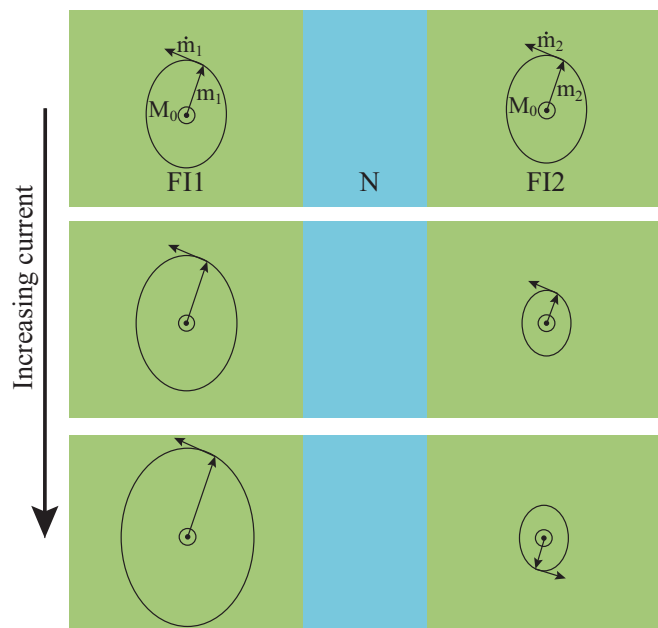 ṁ₁
ṁ₂
M₀
m₁
M₀
m₂
FI1
N
FI2
Increasing current